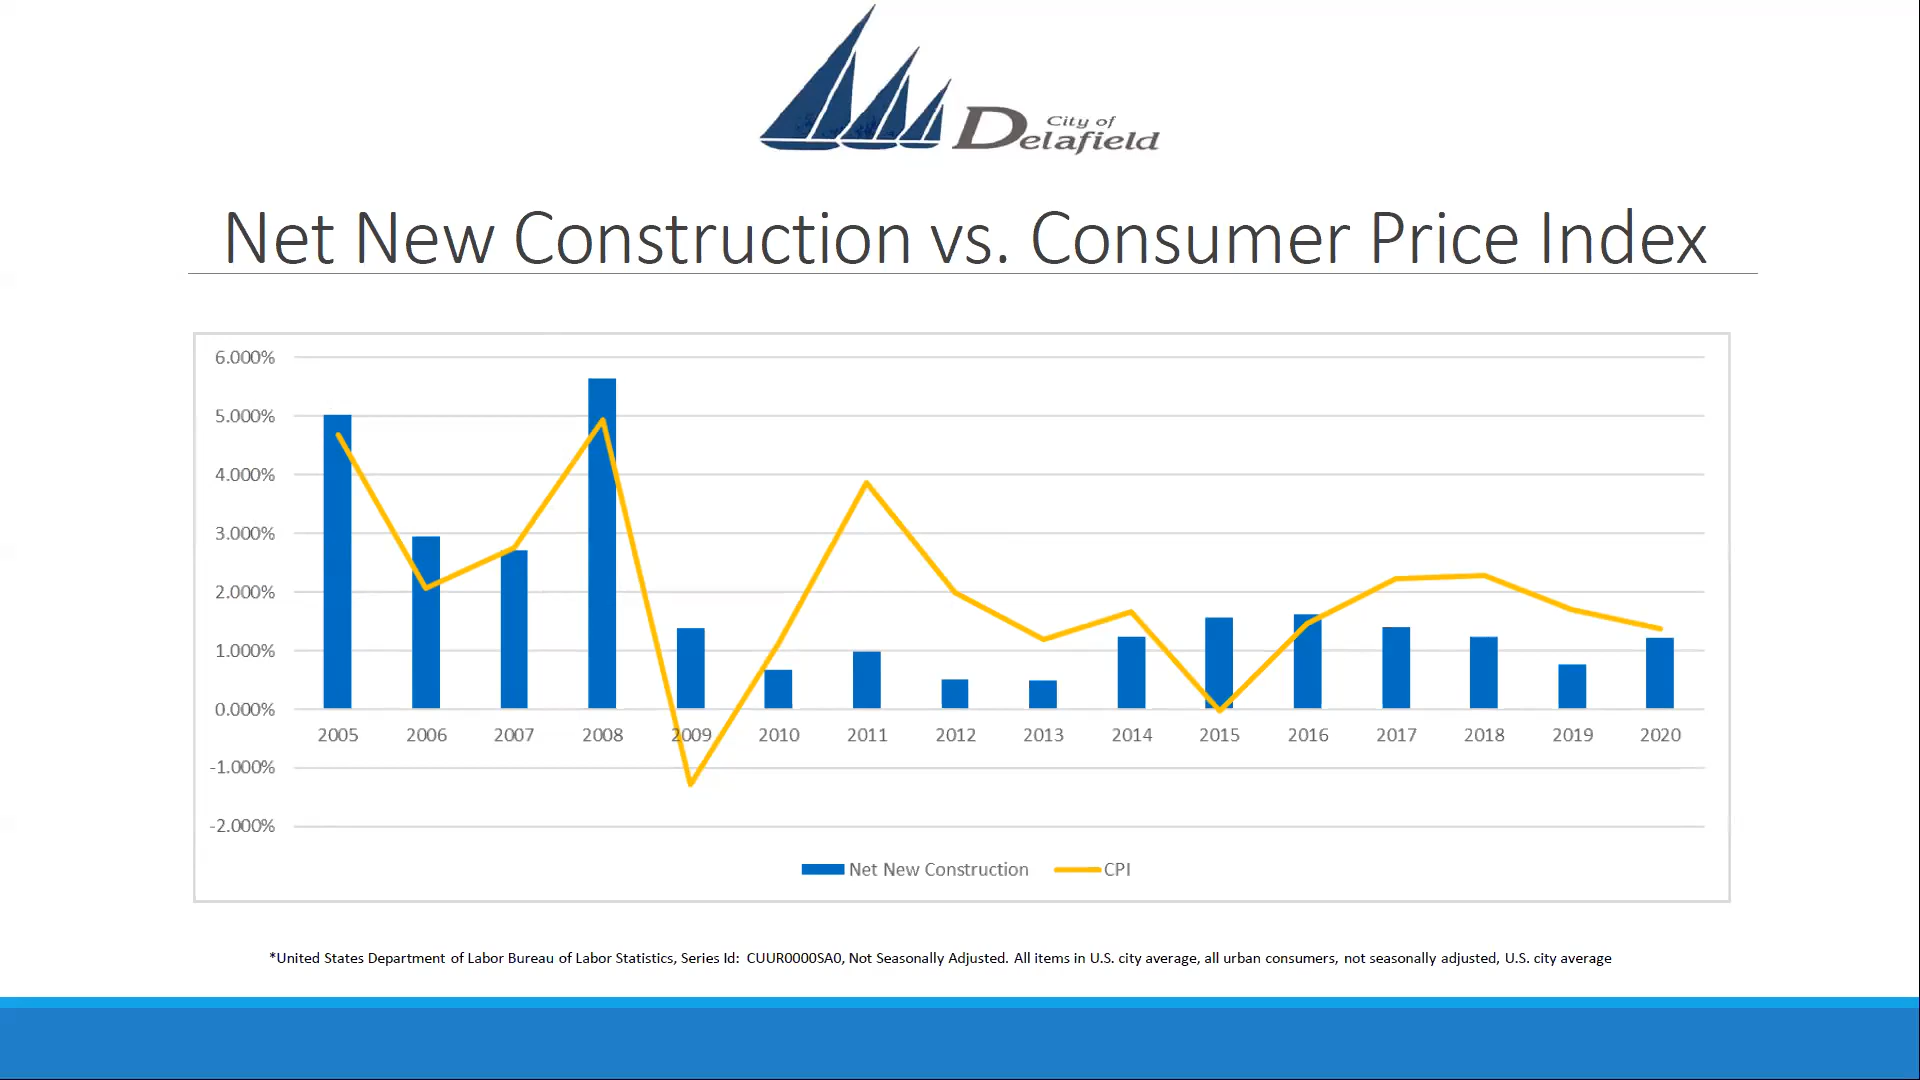 City of
Delafield
Net New Construction vs. Consumer Price Index
6.000%
5.000%
4.000%
3.000%
2.000%
1.000%
0.000%
2005 2006 2007 2008 2009 2010 2011 2012 2013 2014 2015 2016 2017 2018 2019 2020
-1.000%
-2.000%
Net New Construction CPI
*United States Department of Labor Bureau of Labor Statistics, Series Id: CUUR0000SA0, Not Seasonally Adjusted. All items in U.S. city average, all urban consumers, not seasonally adjusted, U.S. city average